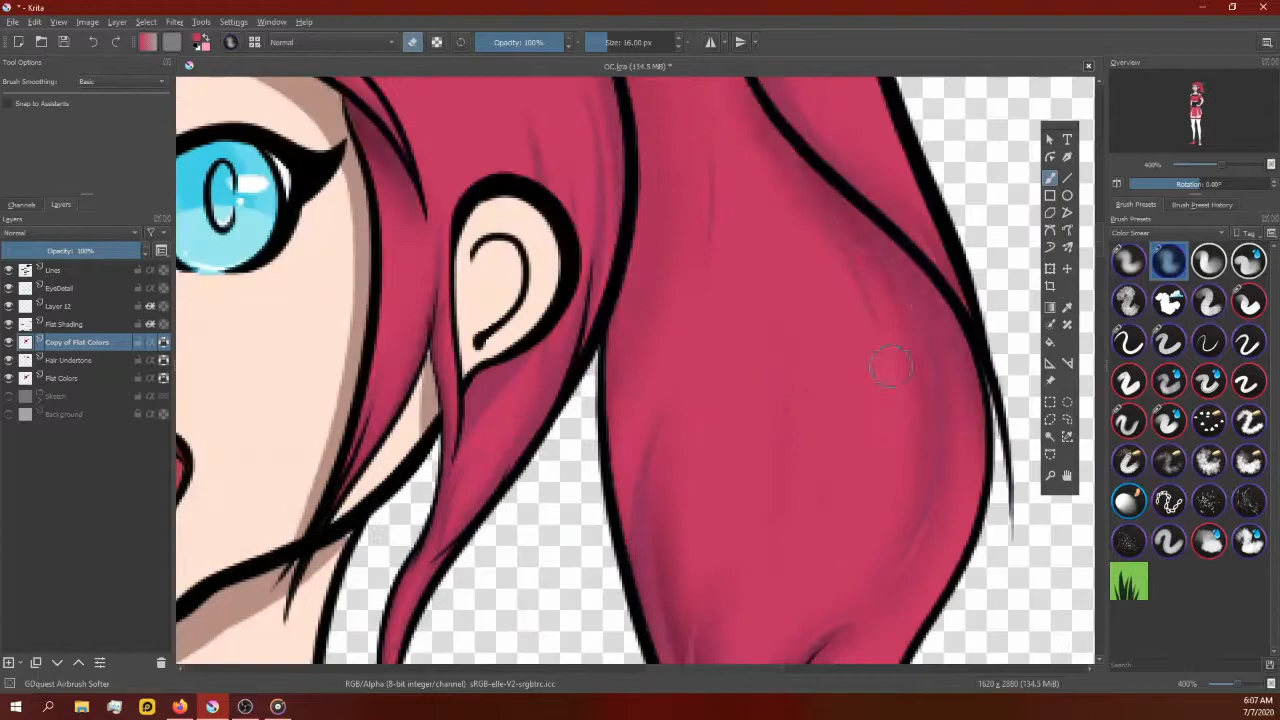 * - Krita
File Edit View Image Layer Select Filter Tools Settings Window Help
Normal Opacity: 100% Size: 16.00 px
Tool Options
Brush Smoothing: Basic
Snap to Assistants
OC.kra (134.5 MiB) *
Overview
400%
Rotation: 0.00°
Channels Layers
Brush Presets Brush Preset History
Layers
Brush Presets
Normal
Color Smear Tag
Opacity: 100%
Lines
EyeDetail
Layer 12
Flat Shading
Copy of Flat Colors
Hair Undertone
Flat Colors
Sketch
Background
Search
GDquest Airbrush Softer
RGB/Alpha (8-bit integer/channel) sRGB-elle-V2-srgbtrc.icc
1620 x 2880 (134.5 MiB)
400%
6:07 AM
7/7/2020